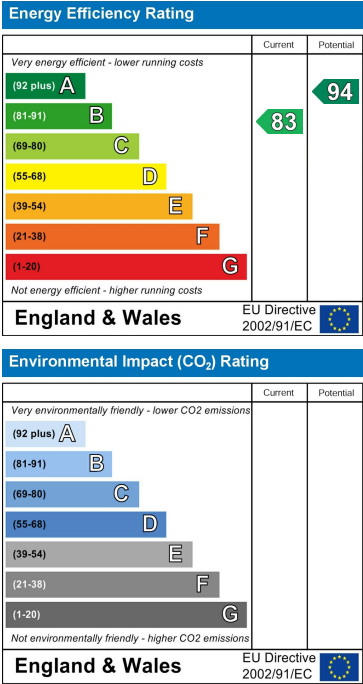 Energy Efficiency Rating
Current Potential
Very energy efficient - lower running costs
(92 plus) A
94
(81-91) B
83
(69-80) C
(55-68) D
(39-54) E
(21-38) F
(1-20) G
Not energy efficient - higher running costs
England & Wales
EU Directive
2002/91/EC
Environmental Impact (CO₂) Rating
Current Potential
Very environmentally friendly - lower CO2 emissions
(92 plus) A
(81-91) B
(69-80) C
(55-68) D
(39-54) E
(21-38) F
(1-20) G
Not environmentally friendly - higher CO2 emissions
England & Wales
EU Directive
2002/91/EC